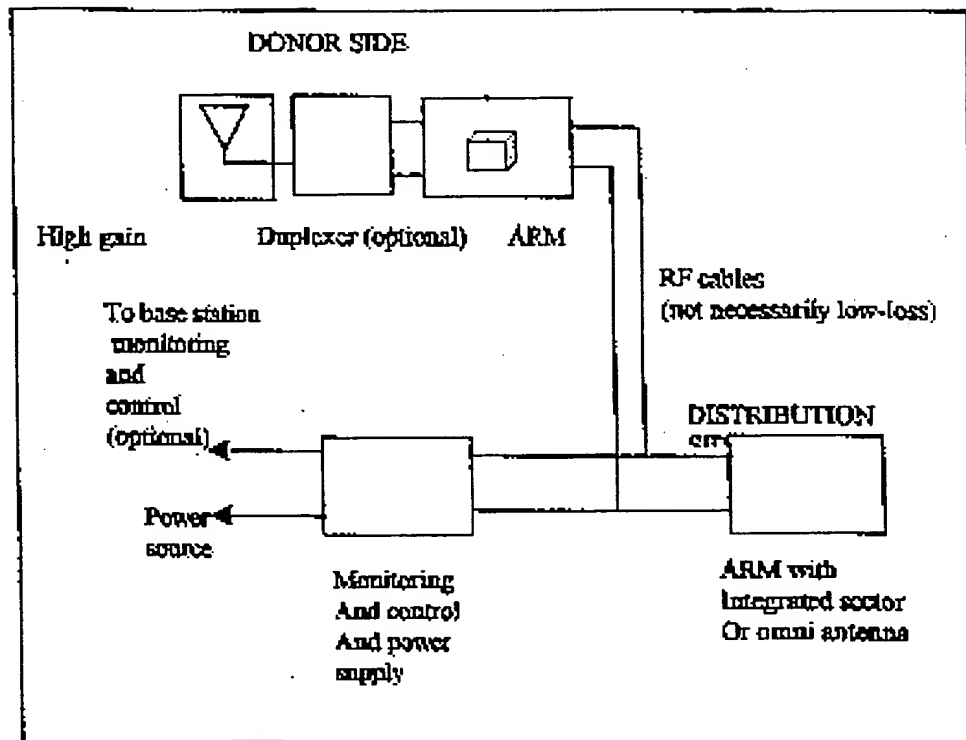 DONOR SIDE
High gain
Duplexer (optional)
ARM
RF cables
(not necessarily low-loss)
To base station
monitoring
and
control
(optional)
DISTRIBUTION
Power
source
Monitoring
And control
And power
supply
ARM with
Integrated sector
Or omni antenna